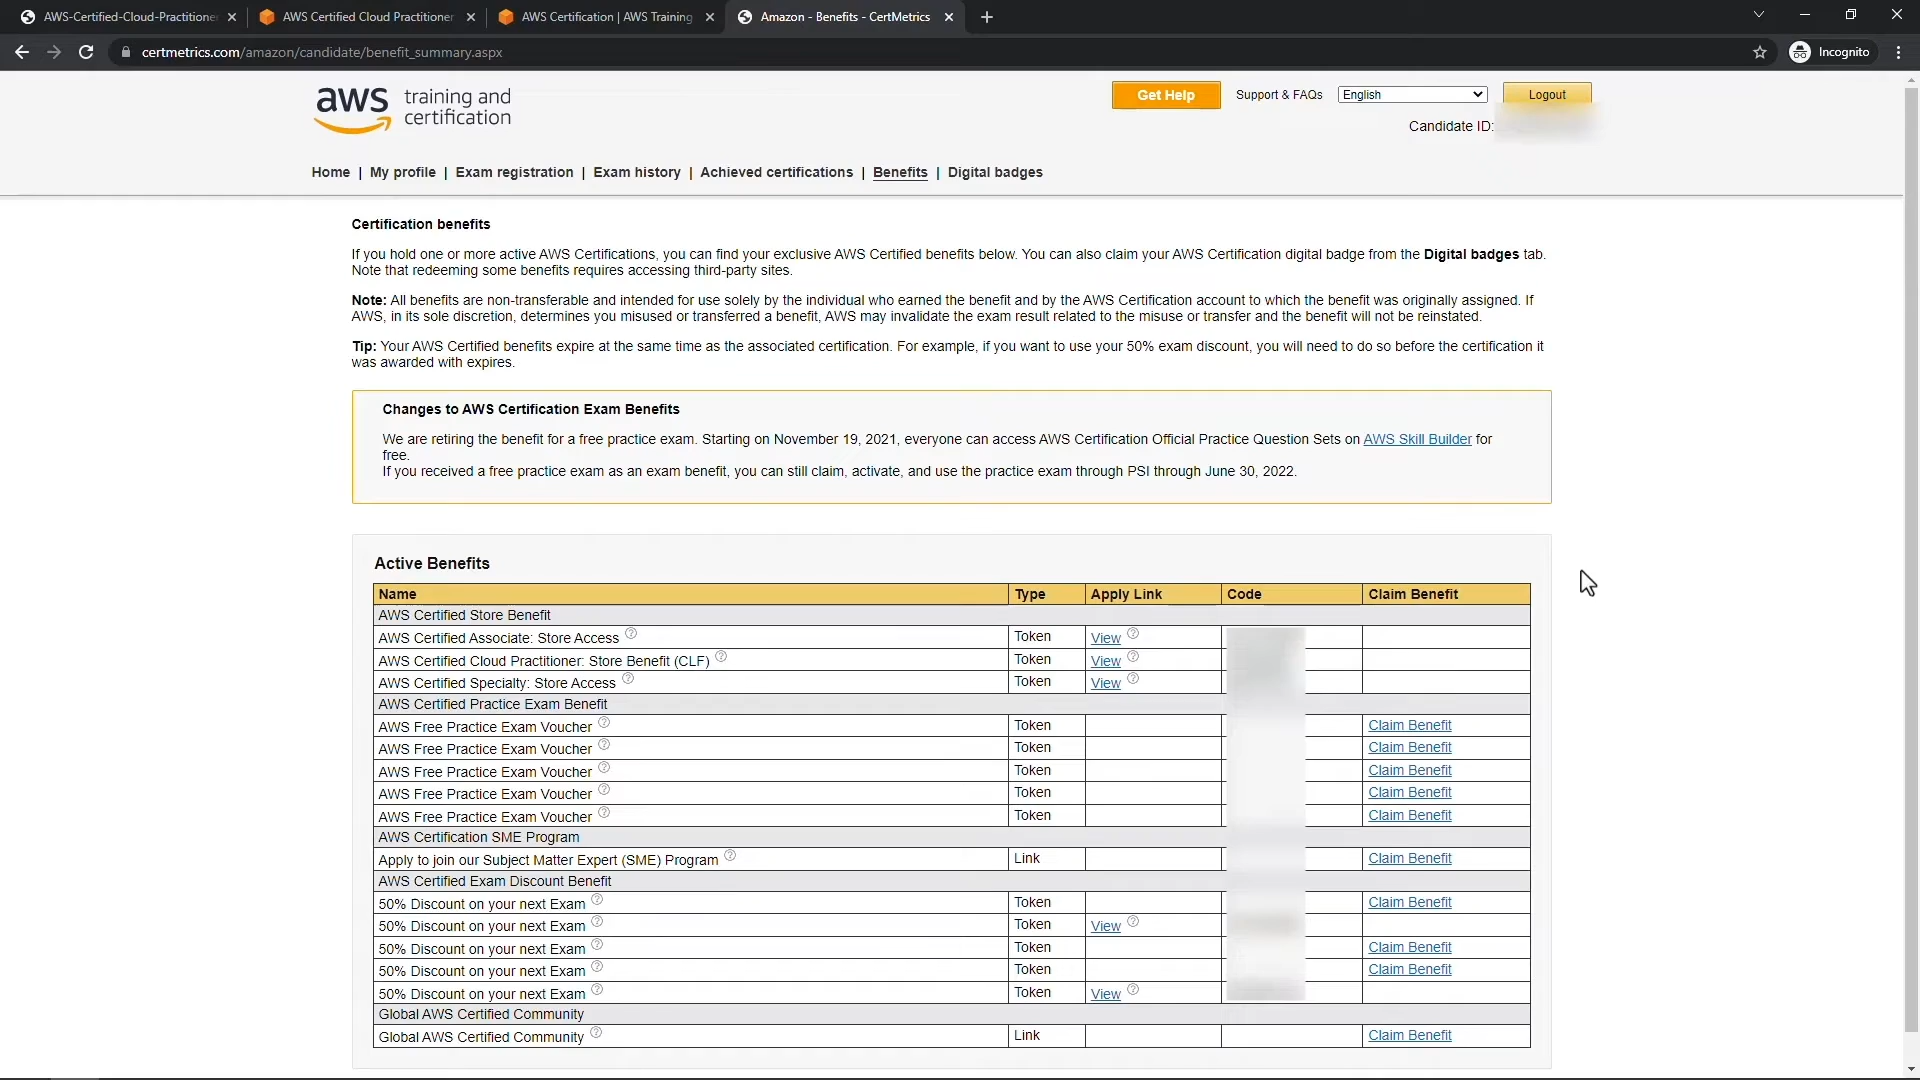 AWS-Certified-Cloud-Practitioner
AWS Certified Cloud Practitioner
AWS Certification | AWS Training
Amazon - Benefits - CertMetrics
certmetrics.com/amazon/candidate/benefit_summary.aspx
Incognito
aws training and certification
Get Help
Support & FAQs
English
Logout
Candidate ID:
Home | My profile | Exam registration | Exam history | Achieved certifications | Benefits | Digital badges
Certification benefits
If you hold one or more active AWS Certifications, you can find your exclusive AWS Certified benefits below. You can also claim your AWS Certification digital badge from the Digital badges tab.
Note that redeeming some benefits requires accessing third-party sites.
Note: All benefits are non-transferable and intended for use solely by the individual who earned the benefit and by the AWS Certification account to which the benefit was originally assigned. If
AWS, in its sole discretion, determines you misused or transferred a benefit, AWS may invalidate the exam result related to the misuse or transfer and the benefit will not be reinstated.
Tip: Your AWS Certified benefits expire at the same time as the associated certification. For example, if you want to use your 50% exam discount, you will need to do so before the certification it
was awarded with expires.
Changes to AWS Certification Exam Benefits
We are retiring the benefit for a free practice exam. Starting on November 19, 2021, everyone can access AWS Certification Official Practice Question Sets on AWS Skill Builder for
free.
If you received a free practice exam as an exam benefit, you can still claim, activate, and use the practice exam through PSI through June 30, 2022.
Active Benefits
Name Type Apply Link Code Claim Benefit
AWS Certified Store Benefit
AWS Certified Associate: Store Access ? Token View ?
AWS Certified Cloud Practitioner: Store Benefit (CLF) ? Token View ?
AWS Certified Specialty: Store Access ? Token View ?
AWS Certified Practice Exam Benefit
AWS Free Practice Exam Voucher ? Token Claim Benefit
AWS Free Practice Exam Voucher ? Token Claim Benefit
AWS Free Practice Exam Voucher ? Token Claim Benefit
AWS Free Practice Exam Voucher ? Token Claim Benefit
AWS Free Practice Exam Voucher ? Token Claim Benefit
AWS Certification SME Program
Apply to join our Subject Matter Expert (SME) Program ? Link Claim Benefit
AWS Certified Exam Discount Benefit
50% Discount on your next Exam ? Token Claim Benefit
50% Discount on your next Exam ? Token View ?
50% Discount on your next Exam ? Token Claim Benefit
50% Discount on your next Exam ? Token Claim Benefit
50% Discount on your next Exam ? Token View ?
Global AWS Certified Community
Global AWS Certified Community ? Link Claim Benefit